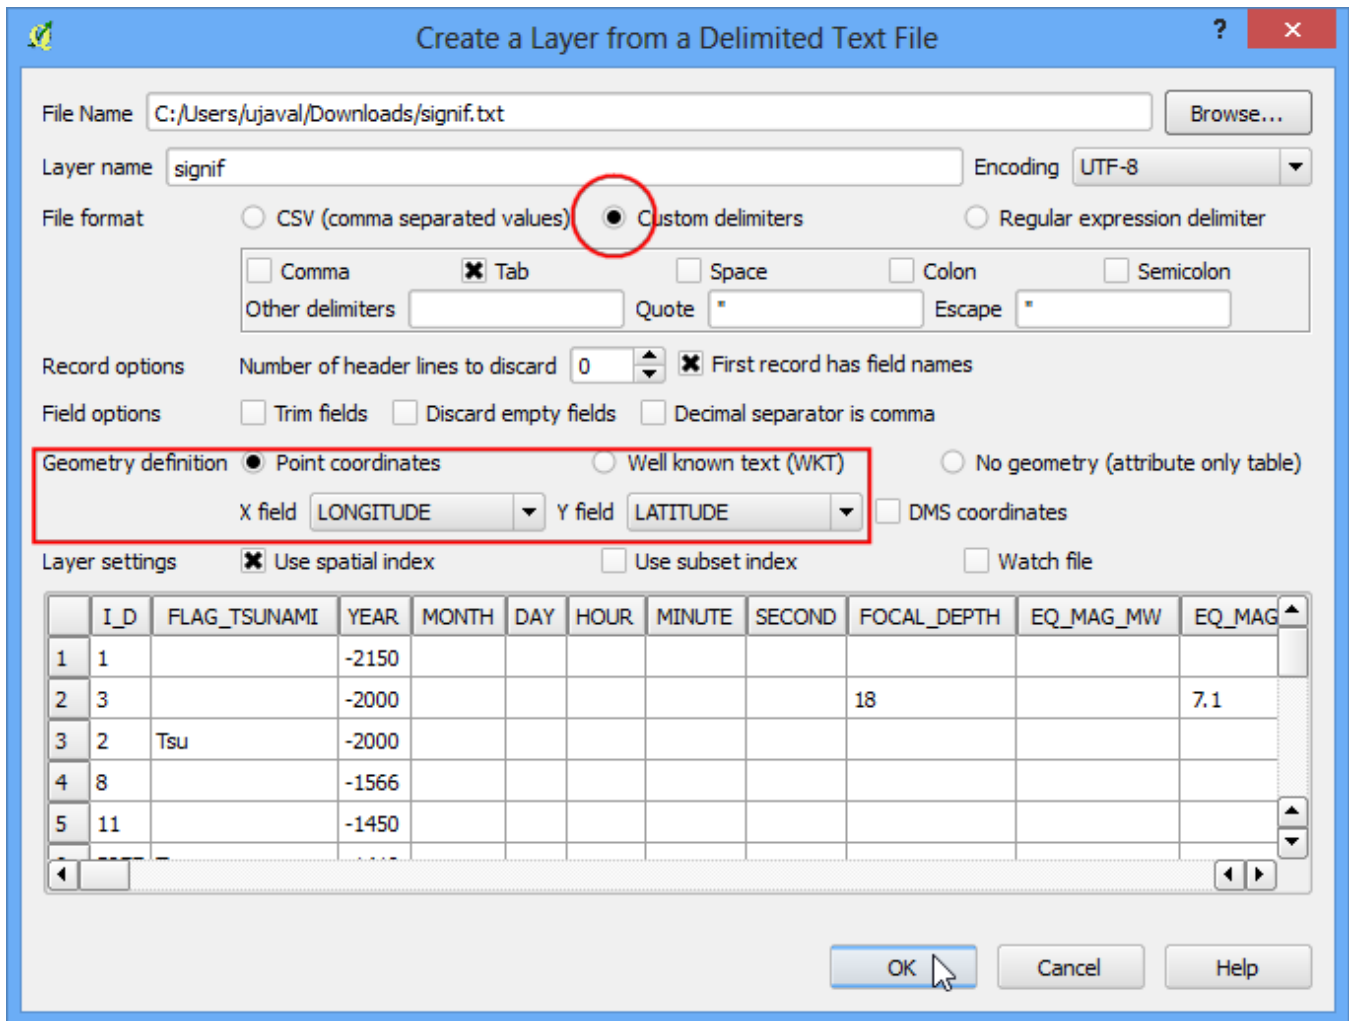 Create a Layer from a Delimited Text File ? ×
File Name C:/Users/ujaval/Downloads/signif.txt Browse...
Layer name signif Encoding UTF-8
File format CSV (comma separated values) Custom delimiters Regular expression delimiter
Comma Tab Space Colon Semicolon
Other delimiters Quote " Escape "
Record options Number of header lines to discard 0 First record has field names
Field options Trim fields Discard empty fields Decimal separator is comma
Geometry definition Point coordinates Well known text (WKT) No geometry (attribute only table)
X field LONGITUDE Y field LATITUDE DMS coordinates
Layer settings Use spatial index Use subset index Watch file
I_D FLAG_TSUNAMI YEAR MONTH DAY HOUR MINUTE SECOND FOCAL_DEPTH EQ_MAG_MW EQ_MAG
1 1 -2150
2 3 -2000 18 7.1
3 2 Tsu -2000
4 8 -1566
5 11 -1450
OK Cancel Help